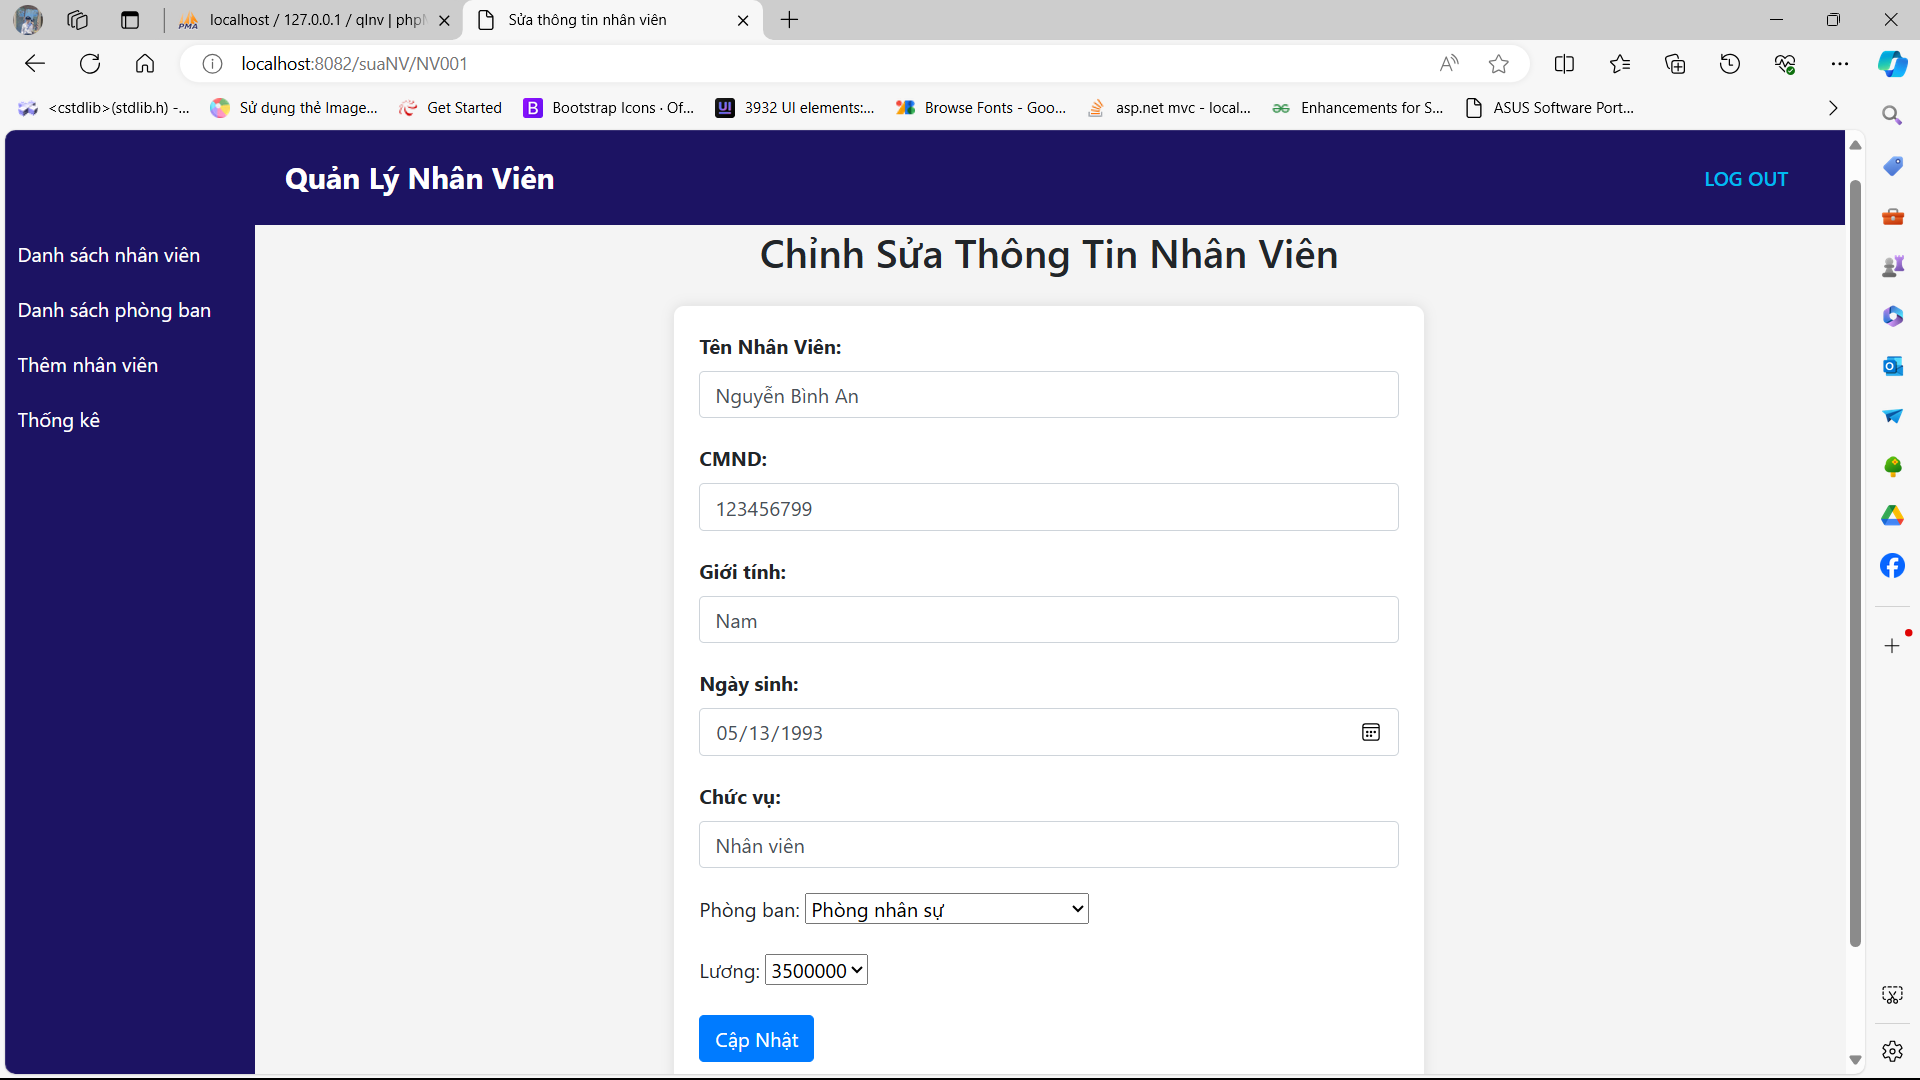 localhost / 127.0.0.1 / qlnv | php
Sửa thông tin nhân viên
localhost:8082/suaNV/NV001
<cstdlib>(stdlib.h) -...
Sử dụng thẻ Image...
Get Started
Bootstrap Icons · Of...
3932 UI elements:...
Browse Fonts - Goo...
asp.net mvc - local...
Enhancements for S...
ASUS Software Port...
Quản Lý Nhân Viên
LOG OUT
Danh sách nhân viên
Danh sách phòng ban
Thêm nhân viên
Thống kê
Chỉnh Sửa Thông Tin Nhân Viên
Tên Nhân Viên:
Nguyễn Bình An
CMND:
123456799
Giới tính:
Nam
Ngày sinh:
05/13/1993
Chức vụ:
Nhân viên
Phòng ban: Phòng nhân sự
Lương: 3500000
Cập Nhật